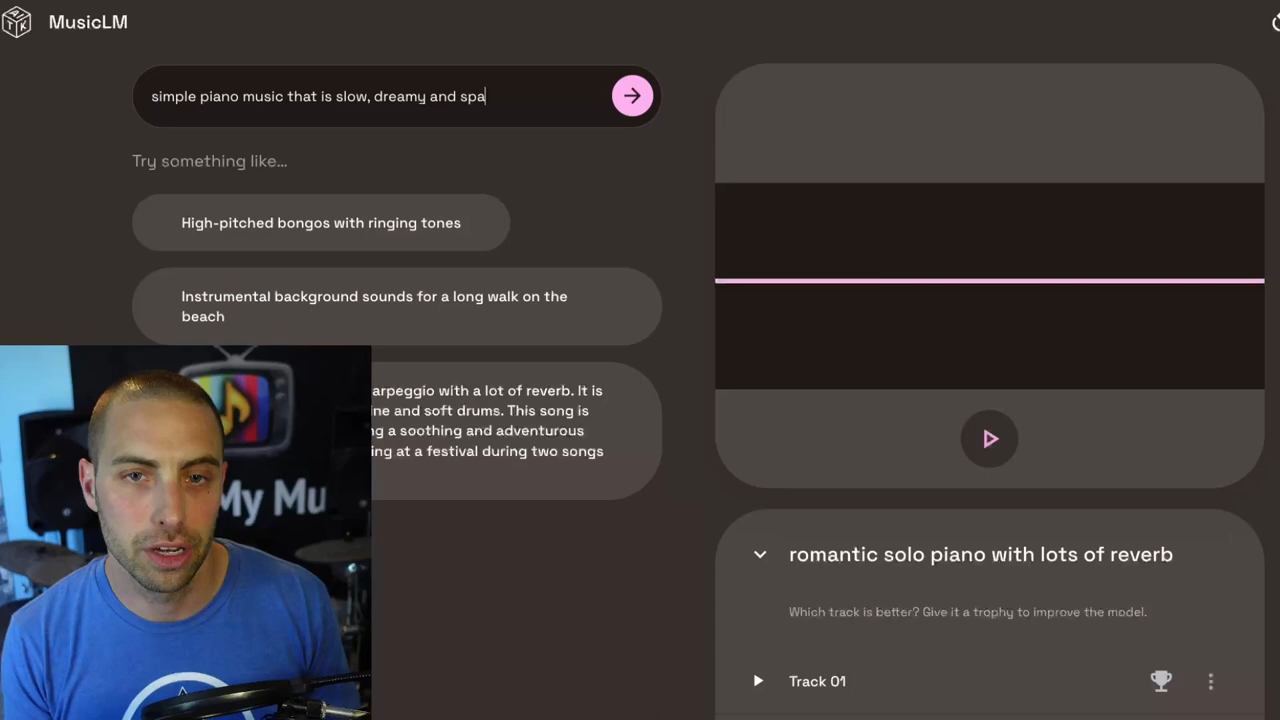 MusicLM
simple piano music that is slow, dreamy and spa
Try something like…
High-pitched bongos with ringing tones
Instrumental background sounds for a long walk on the
beach
arpeggio with a lot of reverb. It is
ine and soft drums. This song is
g a soothing and adventurous
ing at a festival during two songs
My Mu
romantic solo piano with lots of reverb
Which track is better? Give it a trophy to improve the model.
Track 01